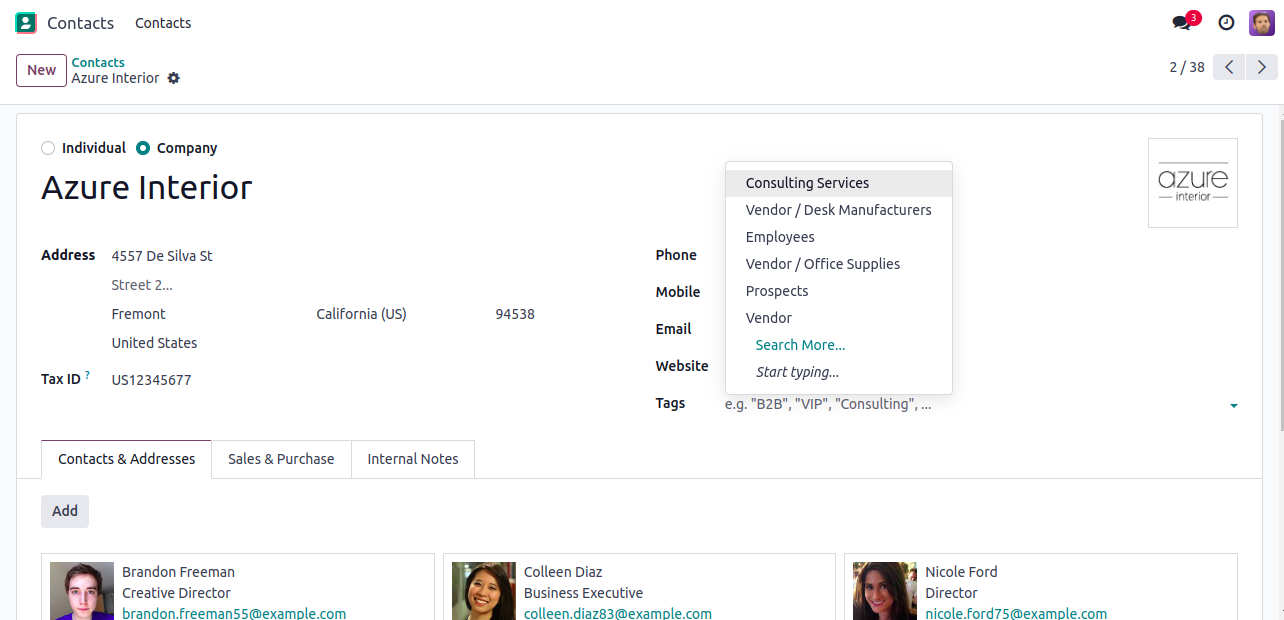 Contacts Contacts 3
New Contacts 2 / 38
Azure Interior
Individual Company
Azure Interior
azure
interior
Address 4557 De Silva St
Street 2...
Fremont California (US) 94538
United States
Tax ID ? US12345677
Phone
Mobile
Email
Website
Tags e.g. "B2B", "VIP", "Consulting", ...
Consulting Services
Vendor / Desk Manufacturers
Employees
Vendor / Office Supplies
Prospects
Vendor
Search More...
Start typing...
Contacts & Addresses Sales & Purchase Internal Notes
Add
Brandon Freeman
Creative Director
brandon.freeman55@example.com
Colleen Diaz
Business Executive
colleen.diaz83@example.com
Nicole Ford
Director
nicole.ford75@example.com